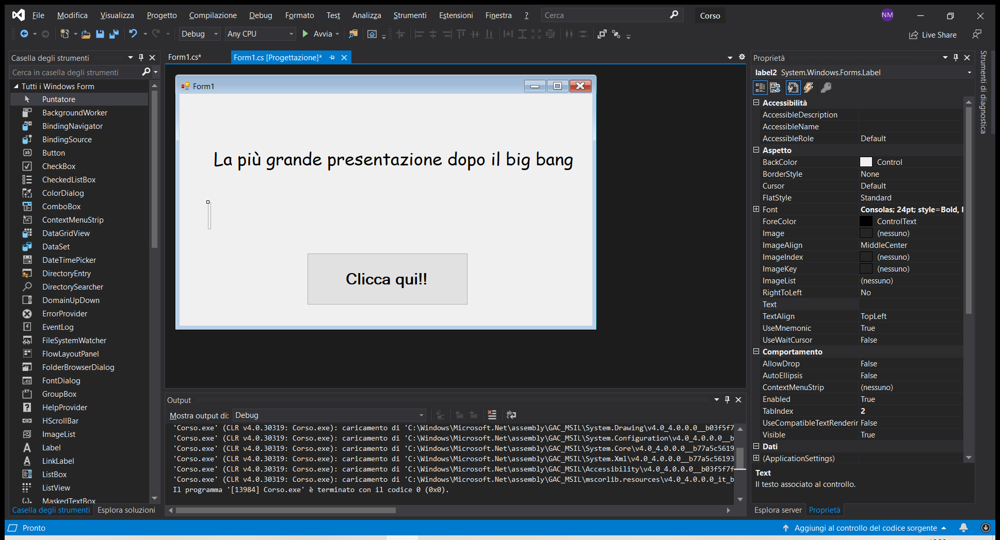 File Modifica Visualizza Progetto Compilazione Debug Formato Test Analizza Strumenti Estensioni Finestra ? Cerca Corso NM
Debug Any CPU Avvia Live Share
Casella degli strumenti
Cerca in casella degli strumenti
Tutti i Windows Form
Puntatore
BackgroundWorker
BindingNavigator
BindingSource
Button
CheckBox
CheckedListBox
ColorDialog
ComboBox
ContextMenuStrip
DataGridView
DataSet
DateTimePicker
DirectoryEntry
DirectorySearcher
DomainUpDown
ErrorProvider
EventLog
FileSystemWatcher
FlowLayoutPanel
FolderBrowserDialog
FontDialog
GroupBox
HelpProvider
HScrollBar
ImageList
Label
LinkLabel
ListBox
ListView
MaskedTextBox
Casella degli strumenti Esplora soluzioni
Form1.cs* Form1.cs [Progettazione]*
Form1
La più grande presentazione dopo il big bang
Clicca qui!!
Output
Mostra output di: Debug
'Corso.exe' (CLR v4.0.30319: Corso.exe): caricamento di 'C:\Windows\Microsoft.Net\assembly\GAC_MSIL\System.Drawing\v4.0_4.0.0.0__b03f5f7
'Corso.exe' (CLR v4.0.30319: Corso.exe): caricamento di 'C:\Windows\Microsoft.Net\assembly\GAC_MSIL\System.Configuration\v4.0_4.0.0.0__b
'Corso.exe' (CLR v4.0.30319: Corso.exe): caricamento di 'C:\Windows\Microsoft.Net\assembly\GAC_MSIL\System.Core\v4.0_4.0.0.0__b77a5c5619
'Corso.exe' (CLR v4.0.30319: Corso.exe): caricamento di 'C:\Windows\Microsoft.Net\assembly\GAC_MSIL\System.Xml\v4.0_4.0.0.0__b77a5c56193
'Corso.exe' (CLR v4.0.30319: Corso.exe): caricamento di 'C:\Windows\Microsoft.Net\assembly\GAC_MSIL\Accessibility\v4.0_4.0.0.0__b03f5f7f
'Corso.exe' (CLR v4.0.30319: Corso.exe): caricamento di 'C:\Windows\Microsoft.Net\assembly\GAC_MSIL\mscorlib.resources\v4.0_4.0.0.0_it_b
Il programma '[13984] Corso.exe' è terminato con il codice 0 (0x0).
Proprietà
label2 System.Windows.Forms.Label
Accessibilità
AccessibleDescription
AccessibleName
AccessibleRole Default
Aspetto
BackColor Control
BorderStyle None
Cursor Default
FlatStyle Standard
Font Consolas; 24pt; style=Bold, I
ForeColor ControlText
Image (nessuno)
ImageAlign MiddleCenter
ImageIndex (nessuno)
ImageKey (nessuno)
ImageList (nessuno)
RightToLeft No
Text
TextAlign TopLeft
UseMnemonic True
UseWaitCursor False
Comportamento
AllowDrop False
AutoEllipsis False
ContextMenuStrip (nessuno)
Enabled True
TabIndex 2
UseCompatibleTextRenderir False
Visible True
Dati
(ApplicationSettings)
Text
Il testo associato al controllo.
Esplora server Proprietà
Strumenti di diagnostica
Pronto Aggiungi al controllo del codice sorgente